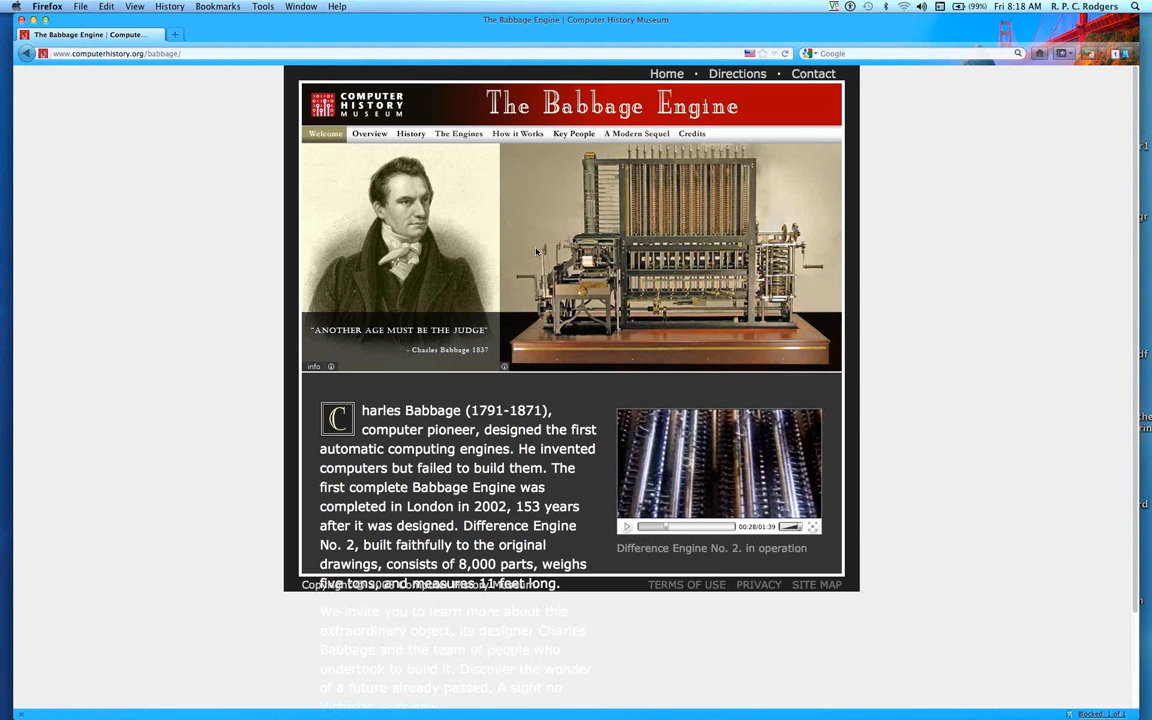 Firefox File Edit View History Bookmarks Tools Window Help (99%) Fri 8:18 AM R. P. C. Rodgers
The Babbage Engine | Computer History Museum
The Babbage Engine | Compute...
www.computerhistory.org/babbage/
Google
Home • Directions • Contact
COMPUTER
HISTORY
MUSEUM
The Babbage Engine
Welcome Overview History The Engines How it Works Key People A Modern Sequel Credits
"ANOTHER AGE MUST BE THE JUDGE"
- Charles Babbage 1837
info
Charles Babbage (1791-1871),
computer pioneer, designed the first
automatic computing engines. He invented
computers but failed to build them. The
first complete Babbage Engine was
completed in London in 2002, 153 years
after it was designed. Difference Engine
No. 2, built faithfully to the original
drawings, consists of 8,000 parts, weighs
five tons, and measures 11 feet long.
00:28/01:39
Difference Engine No. 2. in operation
Copyright ©
TERMS OF USE PRIVACY SITE MAP
We invite you to learn more about this
extraordinary object, its designer Charles
Babbage and the team of people who
undertook to build it. Discover the wonder
of a future already passed. A sight no
Blocked: 1 of 1